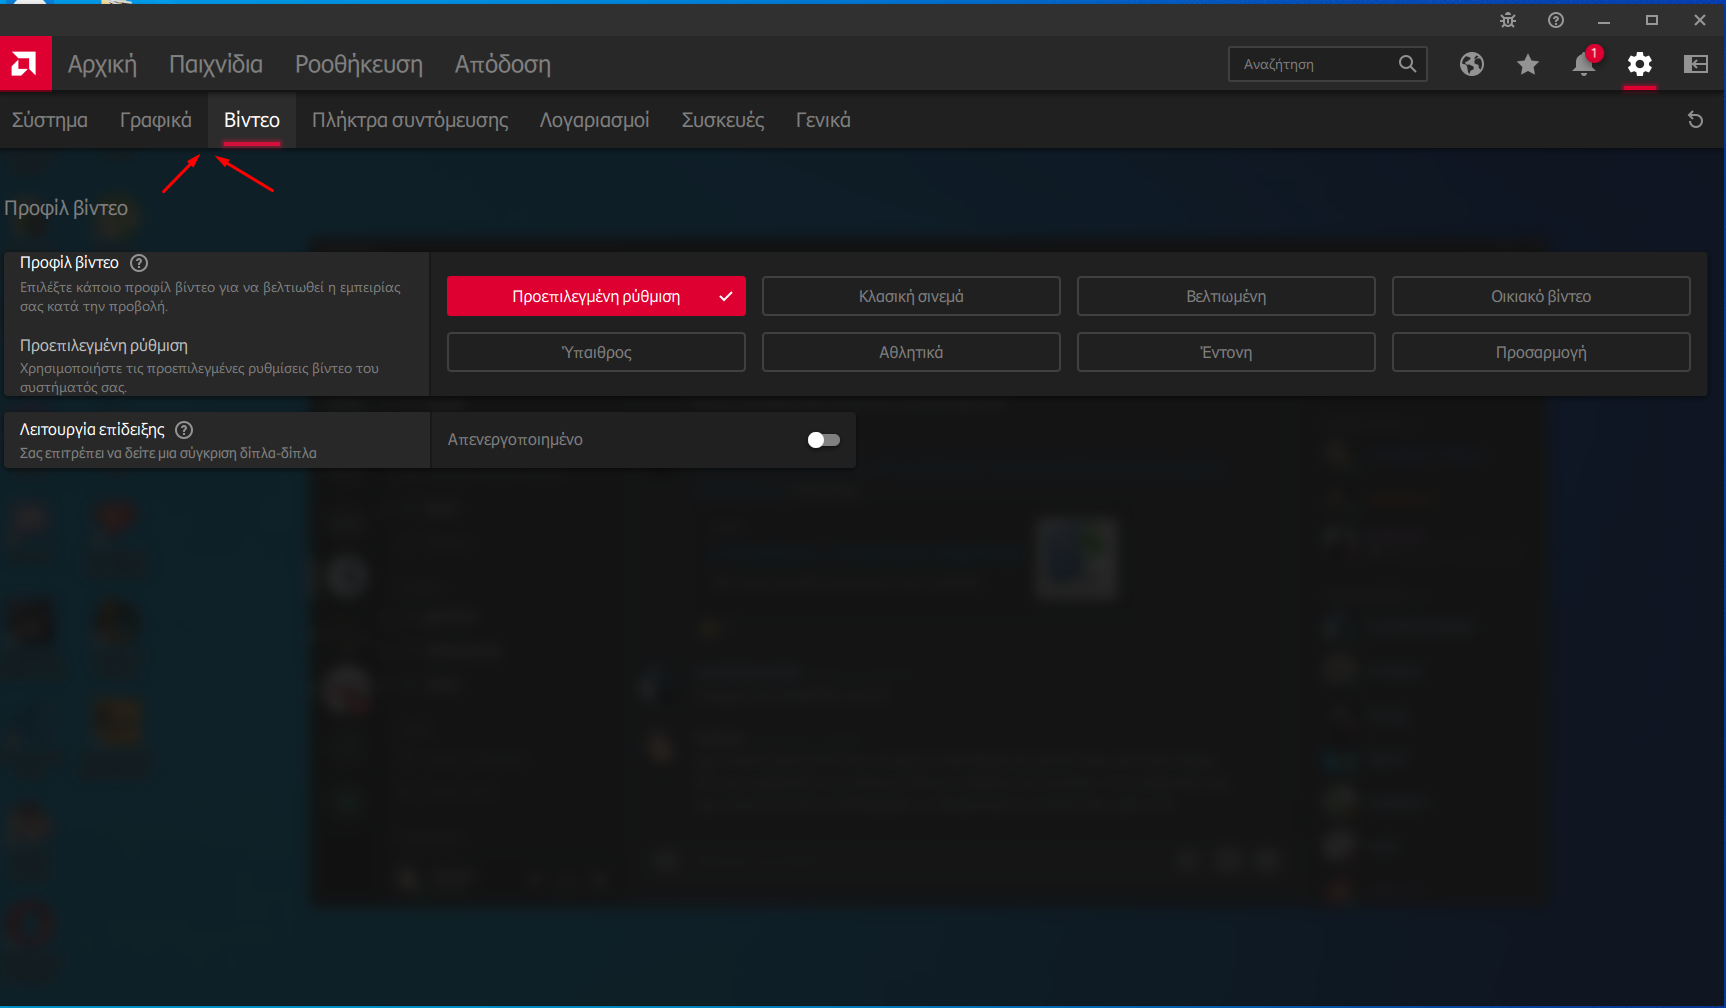 1
Αρχική Παιχνίδια Ροοθήκευση Απόδοση Αναζήτηση
Σύστημα Γραφικά Βίντεο Πλήκτρα συντόμευσης Λογαριασμοί Συσκευές Γενικά
Προφίλ βίντεο
Προφίλ βίντεο
Επιλέξτε κάποιο προφίλ βίντεο για να βελτιωθεί η εμπειρίας
σας κατά την προβολή.
Προεπιλεγμένη ρύθμιση
Χρησιμοποιήστε τις προεπιλεγμένες ρυθμίσεις βίντεο του
συστήματός σας.
Προεπιλεγμένη ρύθμιση Κλασική σινεμά Βελτιωμένη Οικιακό βίντεο
Ύπαιθρος Αθλητικά Έντονη Προσαρμογή
Λειτουργία επίδειξης
Σας επιτρέπει να δείτε μια σύγκριση δίπλα-δίπλα
Απενεργοποιημένο